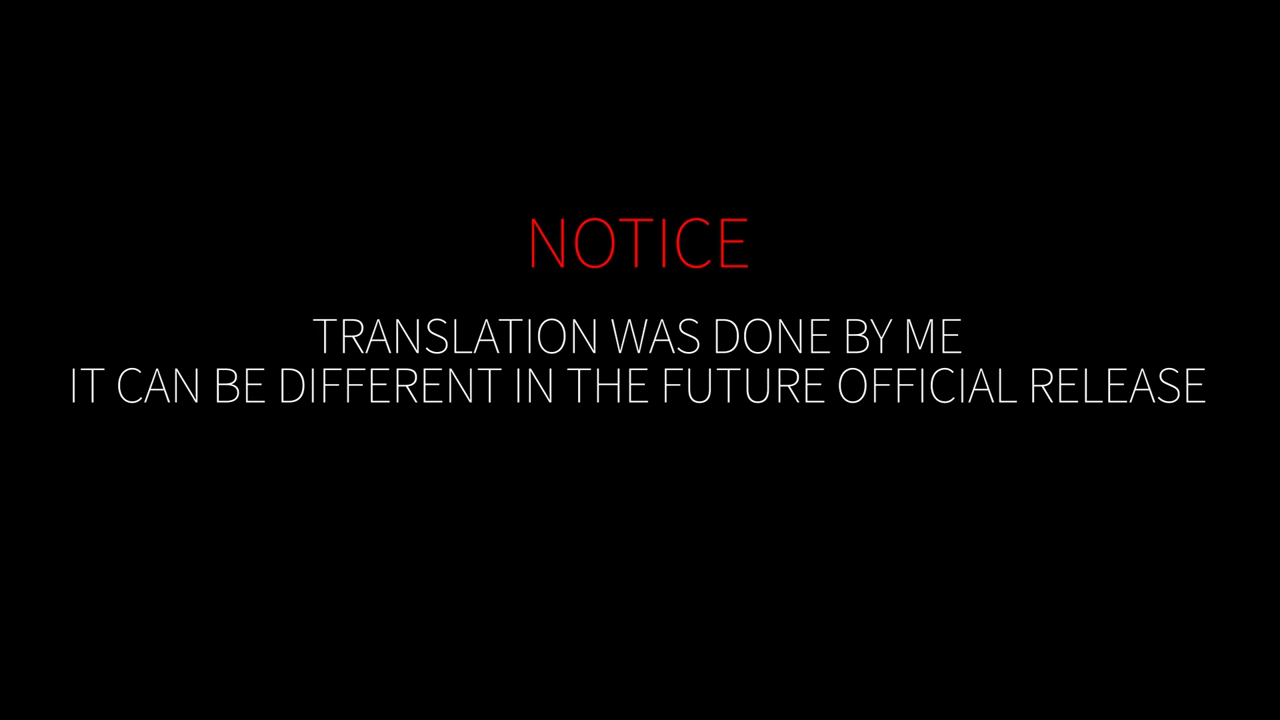 NOTICE
TRANSLATION WAS DONE BY ME
IT CAN BE DIFFERENT IN THE FUTURE OFFICIAL RELEASE